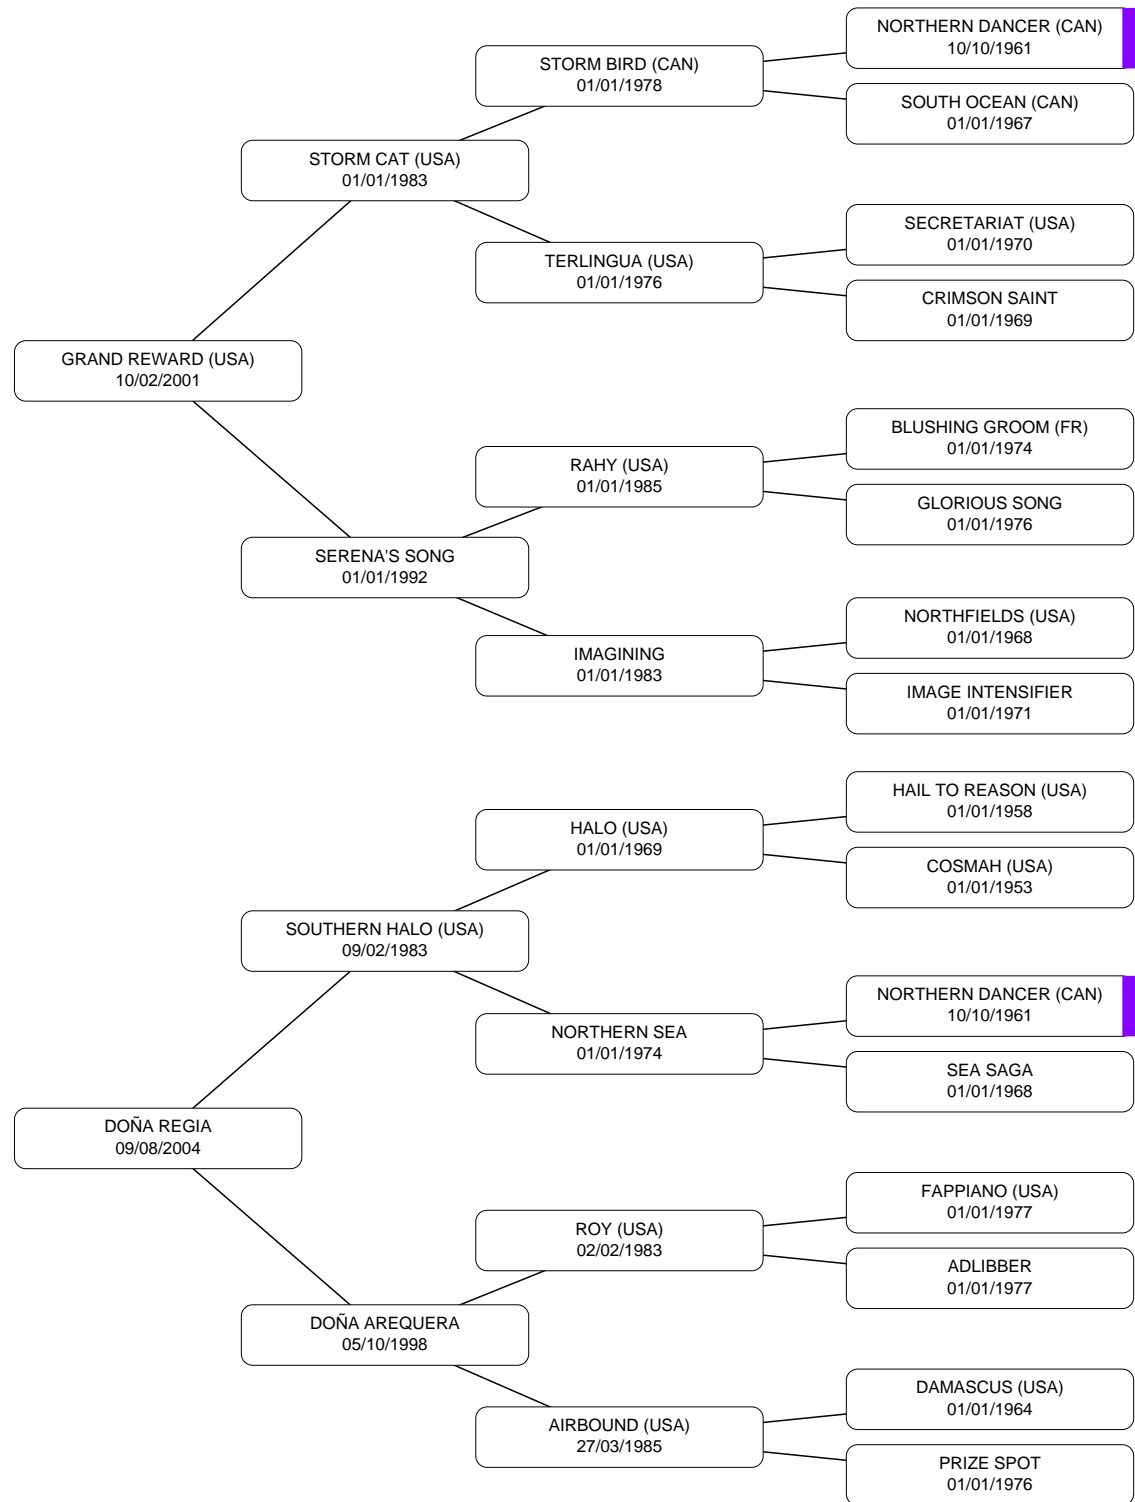 NORTHERN DANCER (CAN)
10/10/1961
STORM BIRD (CAN)
01/01/1978
SOUTH OCEAN (CAN)
01/01/1967
STORM CAT (USA)
01/01/1983
SECRETARIAT (USA)
01/01/1970
TERLINGUA (USA)
01/01/1976
CRIMSON SAINT
01/01/1969
GRAND REWARD (USA)
10/02/2001
BLUSHING GROOM (FR)
01/01/1974
RAHY (USA)
01/01/1985
GLORIOUS SONG
01/01/1976
SERENA'S SONG
01/01/1992
NORTHFIELDS (USA)
01/01/1968
IMAGINING
01/01/1983
IMAGE INTENSIFIER
01/01/1971
HAIL TO REASON (USA)
01/01/1958
HALO (USA)
01/01/1969
COSMAH (USA)
01/01/1953
SOUTHERN HALO (USA)
09/02/1983
NORTHERN DANCER (CAN)
10/10/1961
NORTHERN SEA
01/01/1974
SEA SAGA
01/01/1968
DOÑA REGIA
09/08/2004
FAPPIANO (USA)
01/01/1977
ROY (USA)
02/02/1983
ADLIBBER
01/01/1977
DOÑA AREQUERA
05/10/1998
DAMASCUS (USA)
01/01/1964
AIRBOUND (USA)
27/03/1985
PRIZE SPOT
01/01/1976